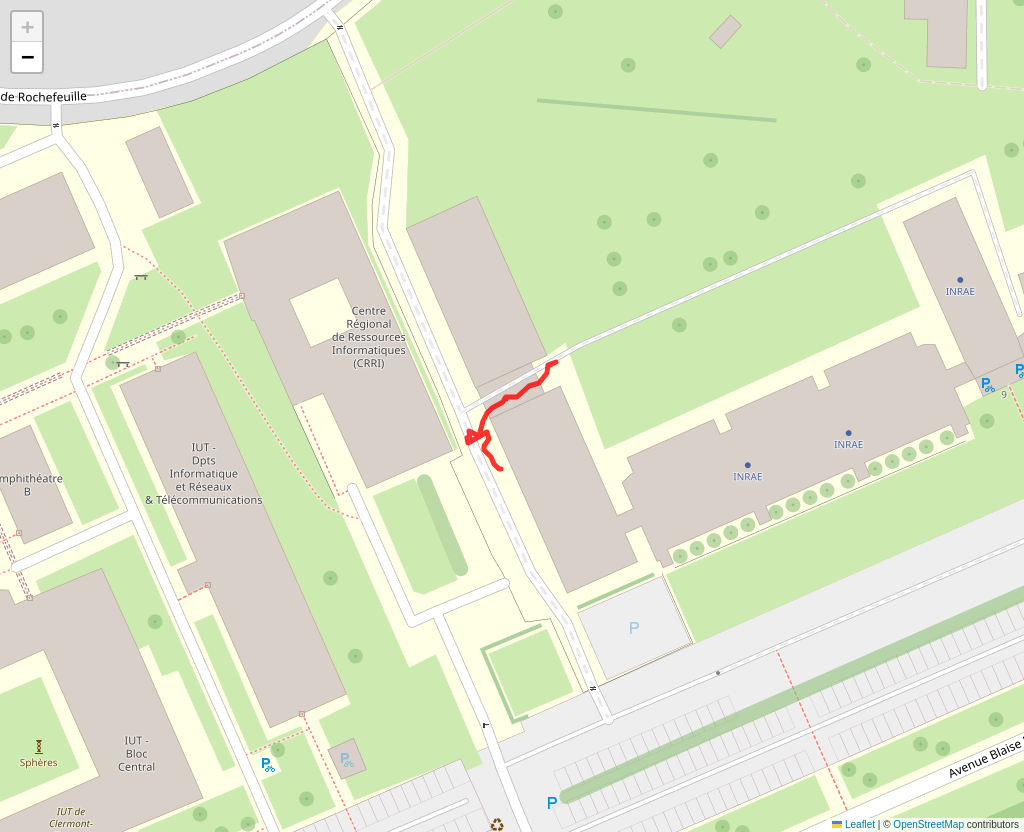 +
−
de Rochefeuille
INRAE
Centre
Régional
de Ressources
Informatiques
(CRRI)
9
INRAE
INRAE
IUT -
Dpts
Informatique
et Réseaux
& Télécommunications
mphithéatre
B
P
IUT -
Bloc
Central
Sphères
Avenue Blaise
P
IUT de
Clermont-
Leaflet | © OpenStreetMap contributors